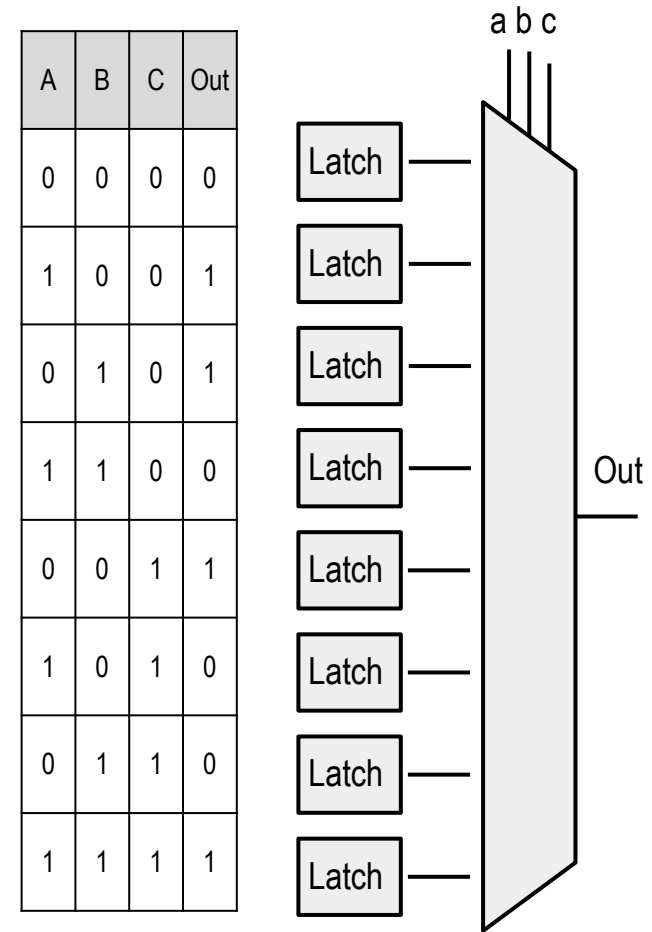 a b c
A B C Out
0 0 0 0
1 0 0 1
0 1 0 1
1 1 0 0
0 0 1 1
1 0 1 0
0 1 1 0
1 1 1 1
Latch
Latch
Latch
Latch
Latch
Latch
Latch
Latch
Out